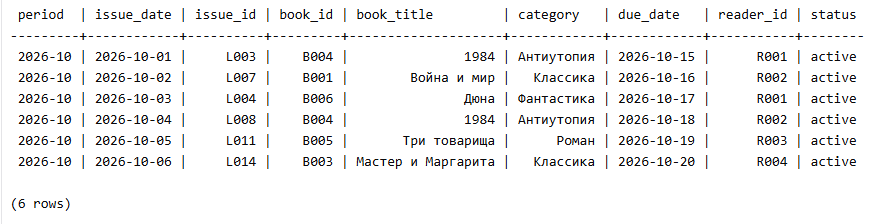 period | issue_date | issue_id | book_id | book_title | category | due_date | reader_id | status
---------+------------+----------+---------+--------------------+------------+------------+-----------+--------
2026-10 | 2026-10-01 | L003 | B004 | 1984 | Антиутопия | 2026-10-15 | R001 | active
2026-10 | 2026-10-02 | L007 | B001 | Война и мир | Классика | 2026-10-16 | R002 | active
2026-10 | 2026-10-03 | L004 | B006 | Дюна | Фантастика | 2026-10-17 | R001 | active
2026-10 | 2026-10-04 | L008 | B004 | 1984 | Антиутопия | 2026-10-18 | R002 | active
2026-10 | 2026-10-05 | L011 | B005 | Три товарища | Роман | 2026-10-19 | R003 | active
2026-10 | 2026-10-06 | L014 | B003 | Мастер и Маргарита | Классика | 2026-10-20 | R004 | active
(6 rows)